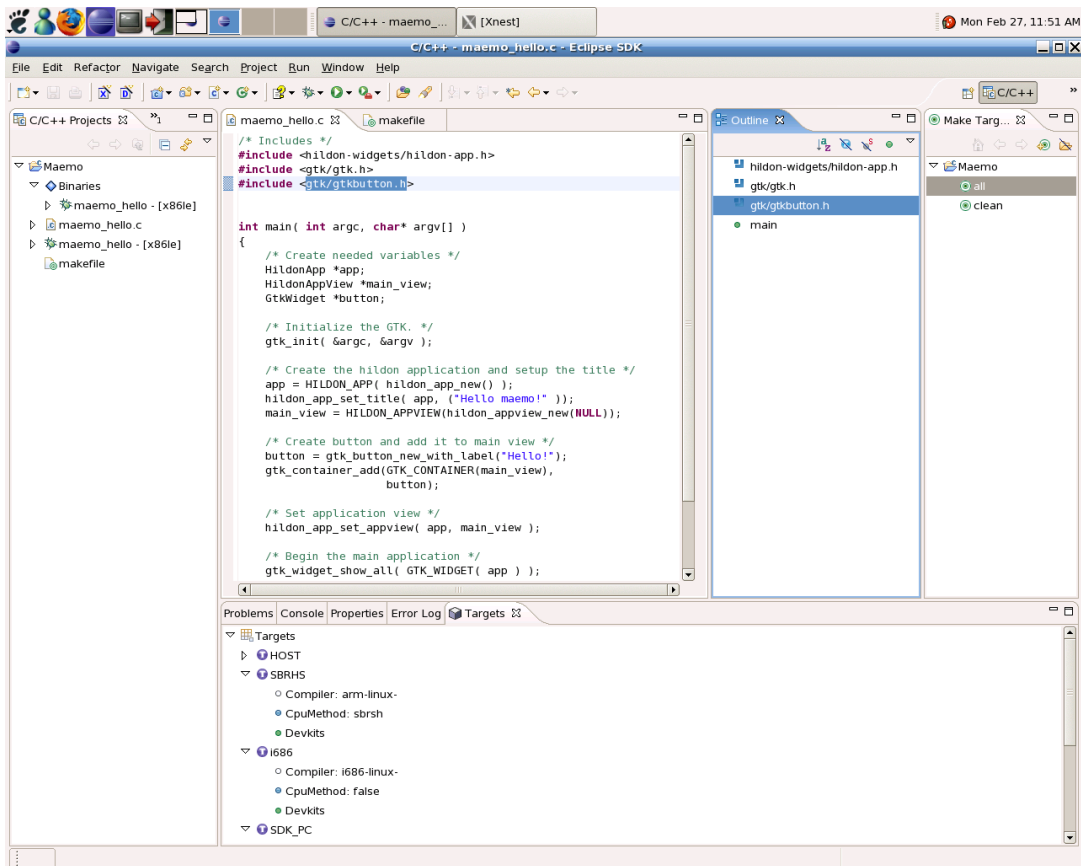 C/C++ - maemo_...
[Xnest]
Mon Feb 27, 11:51 AM
C/C++ - maemo_hello.c - Eclipse SDK
File Edit Refactor Navigate Search Project Run Window Help
C/C++
»
C/C++ Projects
»1
maemo_hello.c
makefile
Outline
Make Targ...
Maemo
Binaries
maemo_hello - [x86le]
maemo_hello.c
maemo_hello - [x86le]
makefile
/* Includes */
#include <hildon-widgets/hildon-app.h>
#include <gtk/gtk.h>
#include <gtk/gtkbutton.h>
int main( int argc, char* argv[] )
{
/* Create needed variables */
HildonApp *app;
HildonAppView *main_view;
GtkWidget *button;
/* Initialize the GTK. */
gtk_init( &argc, &argv );
/* Create the hildon application and setup the title */
app = HILDON_APP( hildon_app_new() );
hildon_app_set_title( app, ("Hello maemo!" ));
main_view = HILDON_APPVIEW(hildon_appview_new(NULL));
/* Create button and add it to main view */
button = gtk_button_new_with_label("Hello!");
gtk_container_add(GTK_CONTAINER(main_view),
button);
/* Set application view */
hildon_app_set_appview( app, main_view );
/* Begin the main application */
gtk_widget_show_all( GTK_WIDGET( app ) );
hildon-widgets/hildon-app.h
gtk/gtk.h
gtk/gtkbutton.h
main
Maemo
all
clean
Problems Console Properties Error Log Targets
Targets
HOST
SBRHS
Compiler: arm-linux-
CpuMethod: sbrsh
Devkits
i686
Compiler: i686-linux-
CpuMethod: false
Devkits
SDK_PC